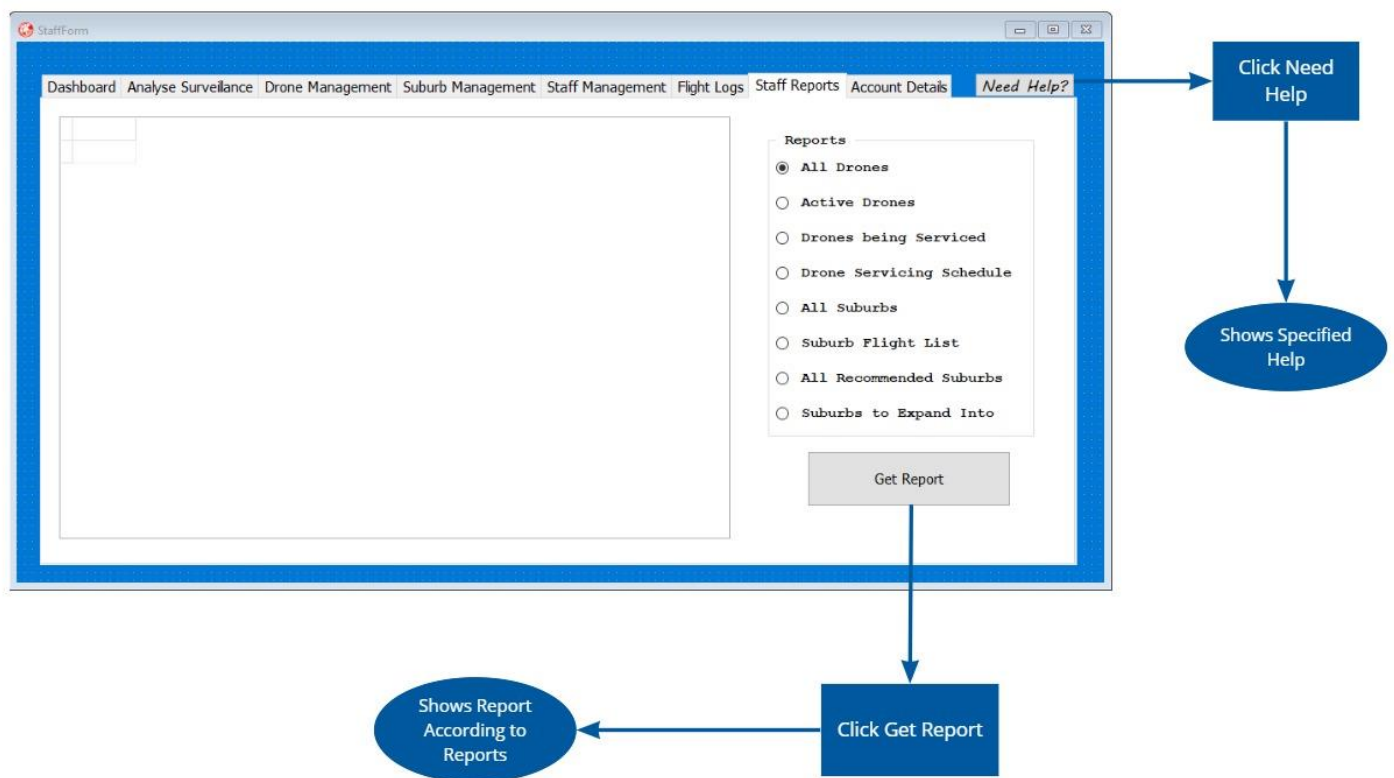 StaffForm
Dashboard Analyse Surveillance Drone Management Suburb Management Staff Management Flight Logs Staff Reports Account Details Need Help?
Reports
All Drones
Active Drones
Drones being Serviced
Drone Servicing Schedule
All Suburbs
Suburb Flight List
All Recommended Suburbs
Suburbs to Expand Into
Get Report
Click Need
Help
Shows Specified
Help
Click Get Report
Shows Report
According to
Reports